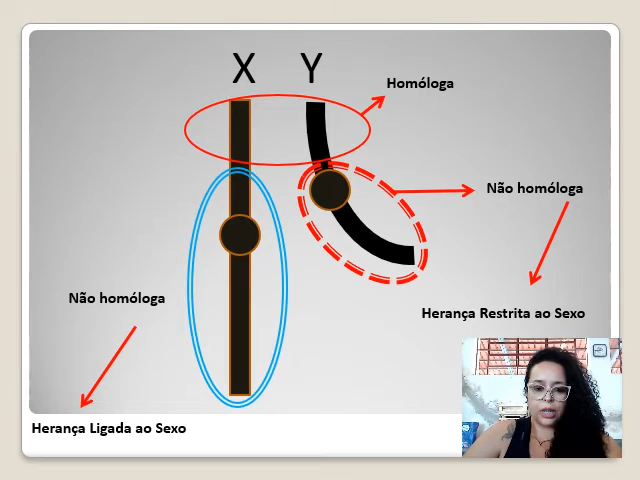 X Y
Homóloga
Não homóloga
Não homóloga
Herança Restrita ao Sexo
Herança Ligada ao Sexo